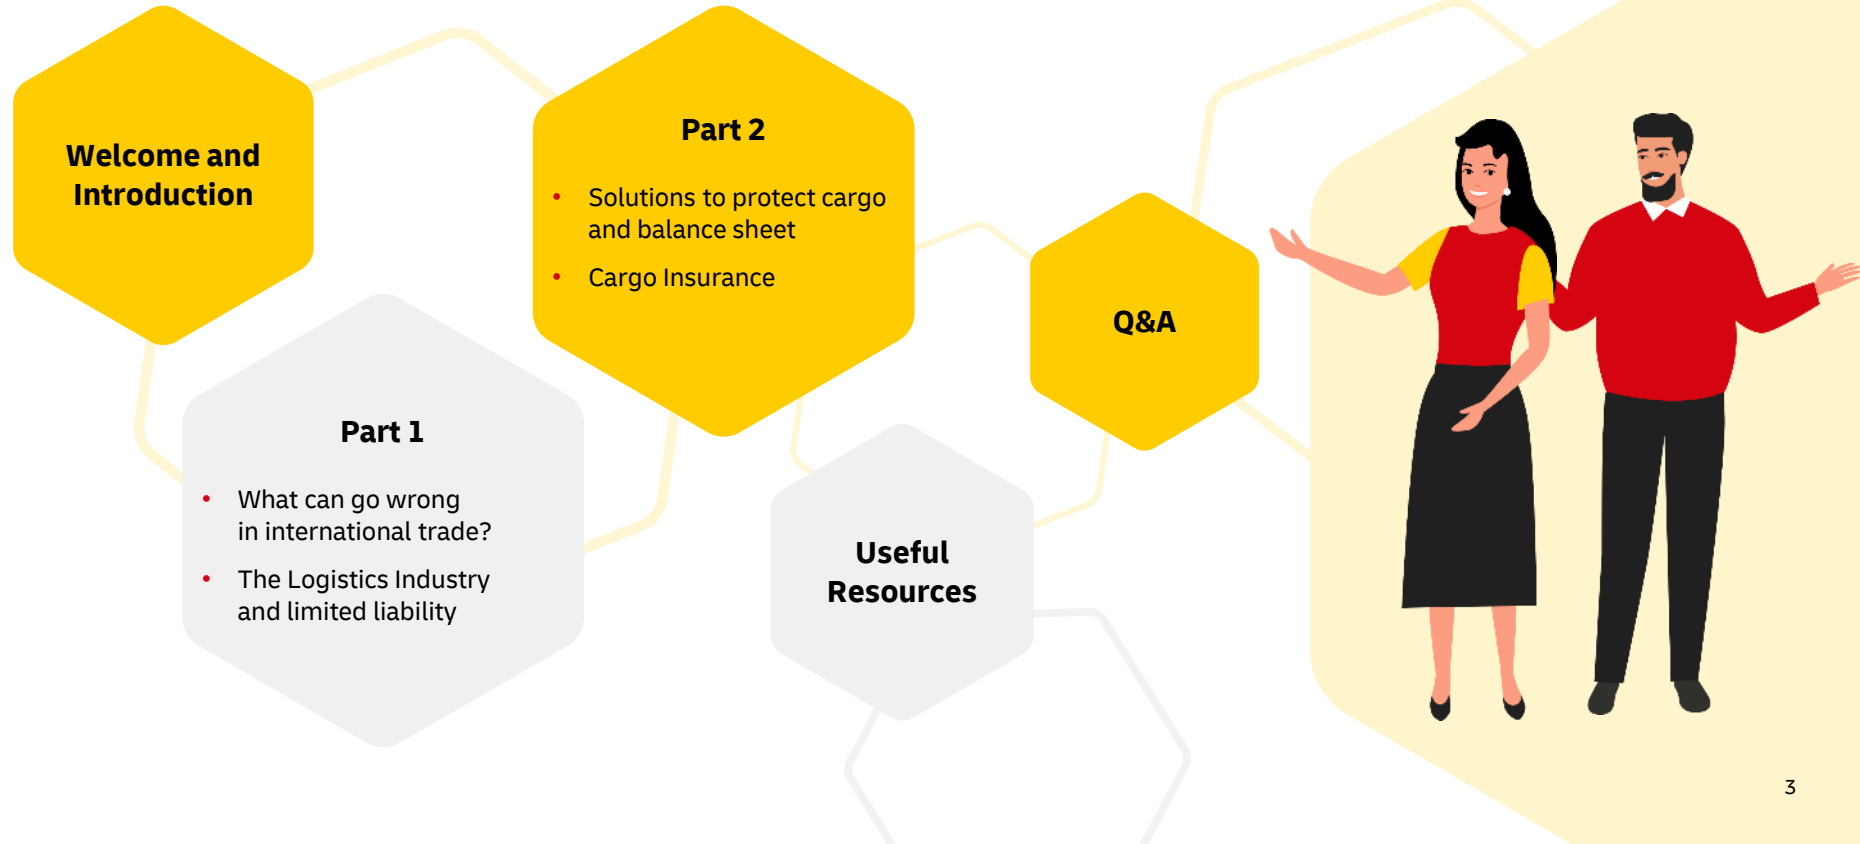 Welcome and
Introduction
Part 1
• What can go wrong
in international trade?
• The Logistics Industry
and limited liability
Part 2
• Solutions to protect cargo
and balance sheet
• Cargo Insurance
Useful
Resources
Q&A
3